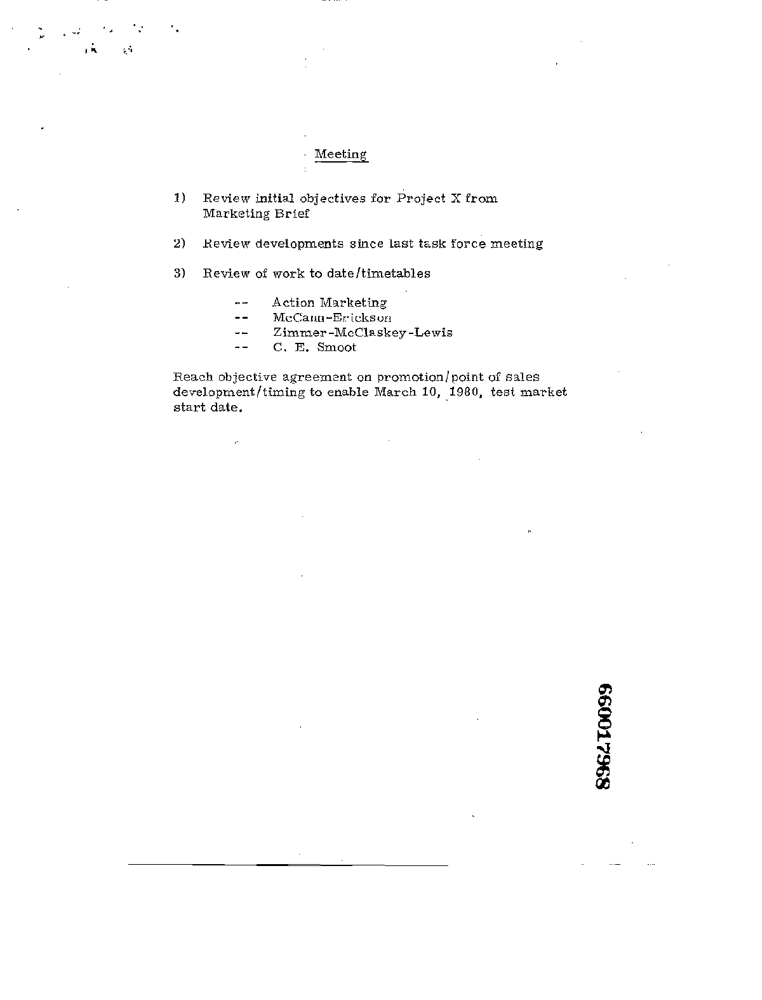 Meeting
1) Review initial objectives for Project X from
Marketing Brief
2) Review developments since last task force meeting
3) Review of work to date/timetables
-- Action Marketing
-- McCann-Erickson
-- Zimmer-McClaskey-Lewis
-- C. E. Smoot
Reach objective agreement on promotion/point of sales
development/timing to enable March 10, 1980, test market
start date.
660017968